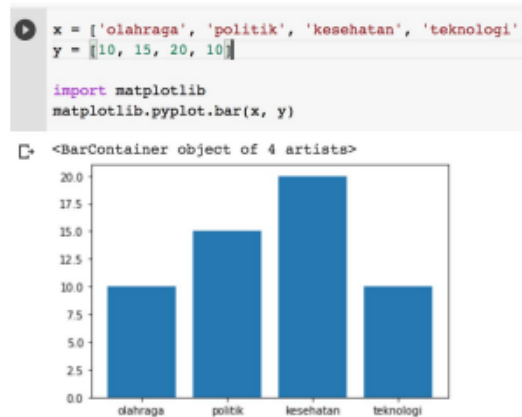 x = ['olahraga', 'politik', 'kesehatan', 'teknologi'
y = [10, 15, 20, 10]
import matplotlib
matplotlib.pyplot.bar(x, y)
<BarContainer object of 4 artists>
20.0
17.5
15.0
12.5
10.0
7.5
5.0
2.5
0.0
olahraga politik kesehatan teknologi